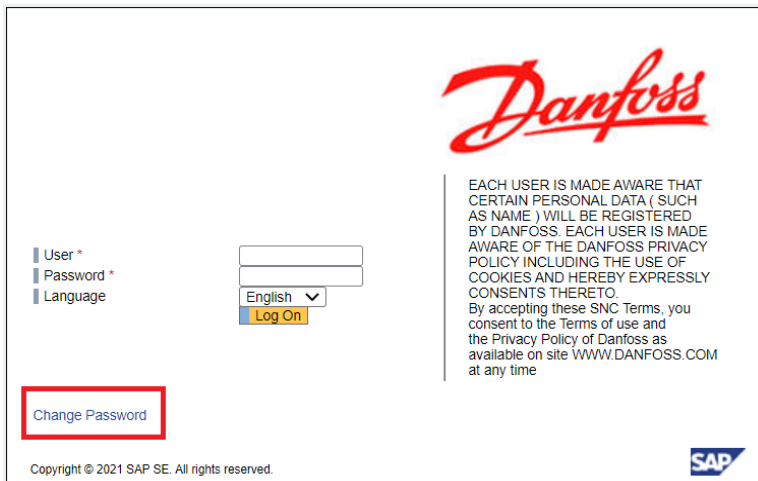 Danfoss
EACH USER IS MADE AWARE THAT
CERTAIN PERSONAL DATA ( SUCH
AS NAME ) WILL BE REGISTERED
BY DANFOSS. EACH USER IS MADE
AWARE OF THE DANFOSS PRIVACY
POLICY INCLUDING THE USE OF
COOKIES AND HEREBY EXPRESSLY
CONSENTS THERETO.
By accepting these SNC Terms, you
consent to the Terms of use and
the Privacy Policy of Danfoss as
available on site WWW.DANFOSS.COM
at any time
User *
Password *
Language English
Log On
Change Password
Copyright © 2021 SAP SE. All rights reserved.
SAP